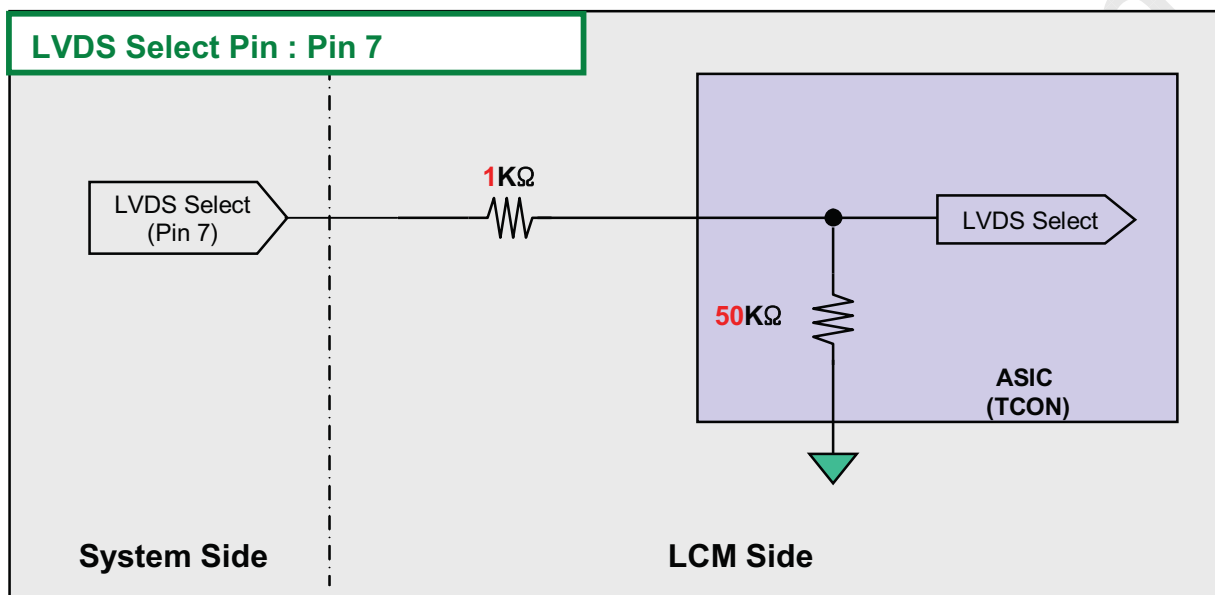 LVDS Select Pin : Pin 7
1KΩ
LVDS Select
(Pin 7)
LVDS Select
50KΩ
ASIC
(TCON)
System Side
LCM Side